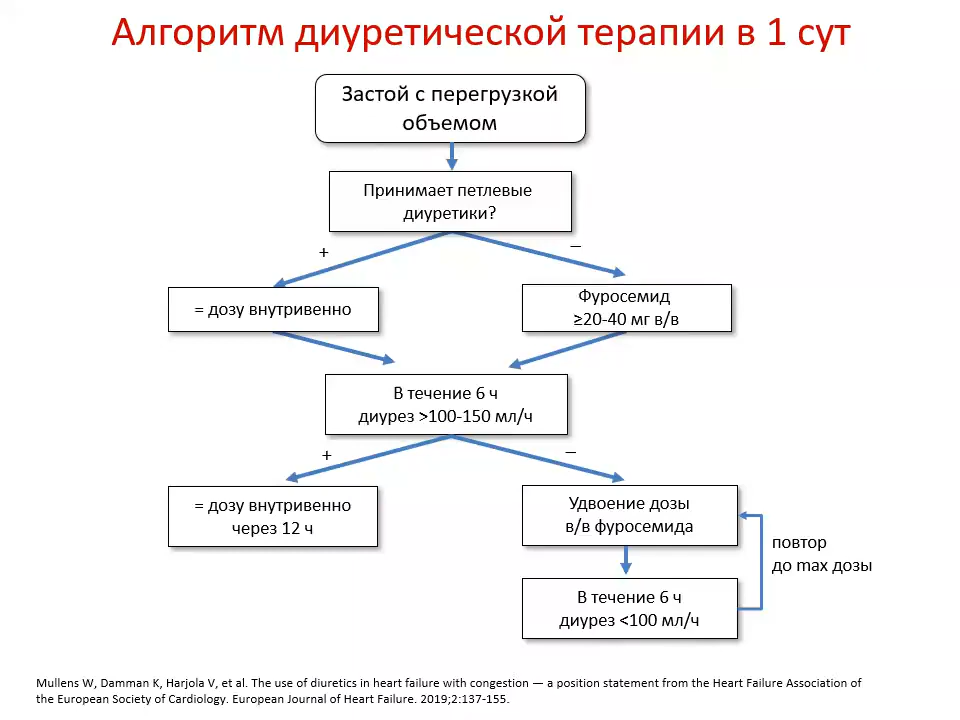 Алгоритм диуретической терапии в 1 сут
Застой с перегрузкой
объемом
Принимает петлевые
диуретики?
+
–
= дозу внутривенно
Фуросемид
≥20-40 мг в/в
В течение 6 ч
диурез >100-150 мл/ч
+
–
= дозу внутривенно
через 12 ч
Удвоение дозы
в/в фуросемида
повтор
до max дозы
В течение 6 ч
диурез <100 мл/ч
Mullens W, Damman K, Harjola V, et al. The use of diuretics in heart failure with congestion — a position statement from the Heart Failure Association of
the European Society of Cardiology. European Journal of Heart Failure. 2019;2:137-155.